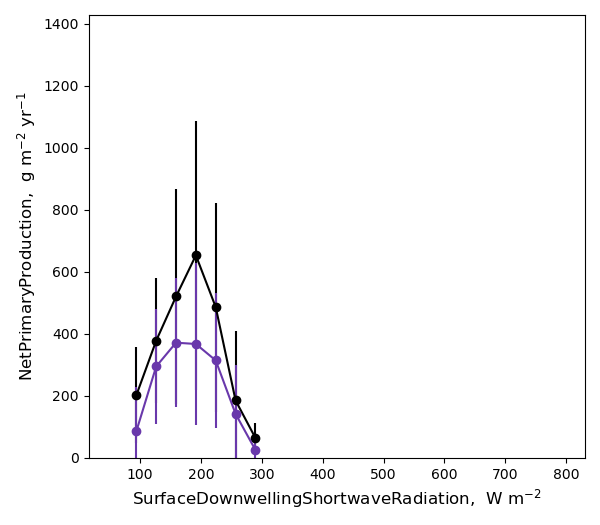 1400
1200
1000
800
600
400
200
0
NetPrimaryProduction, g m⁻² yr⁻¹
100 200 300 400 500 600 700 800
SurfaceDownwellingShortwaveRadiation, W m⁻²